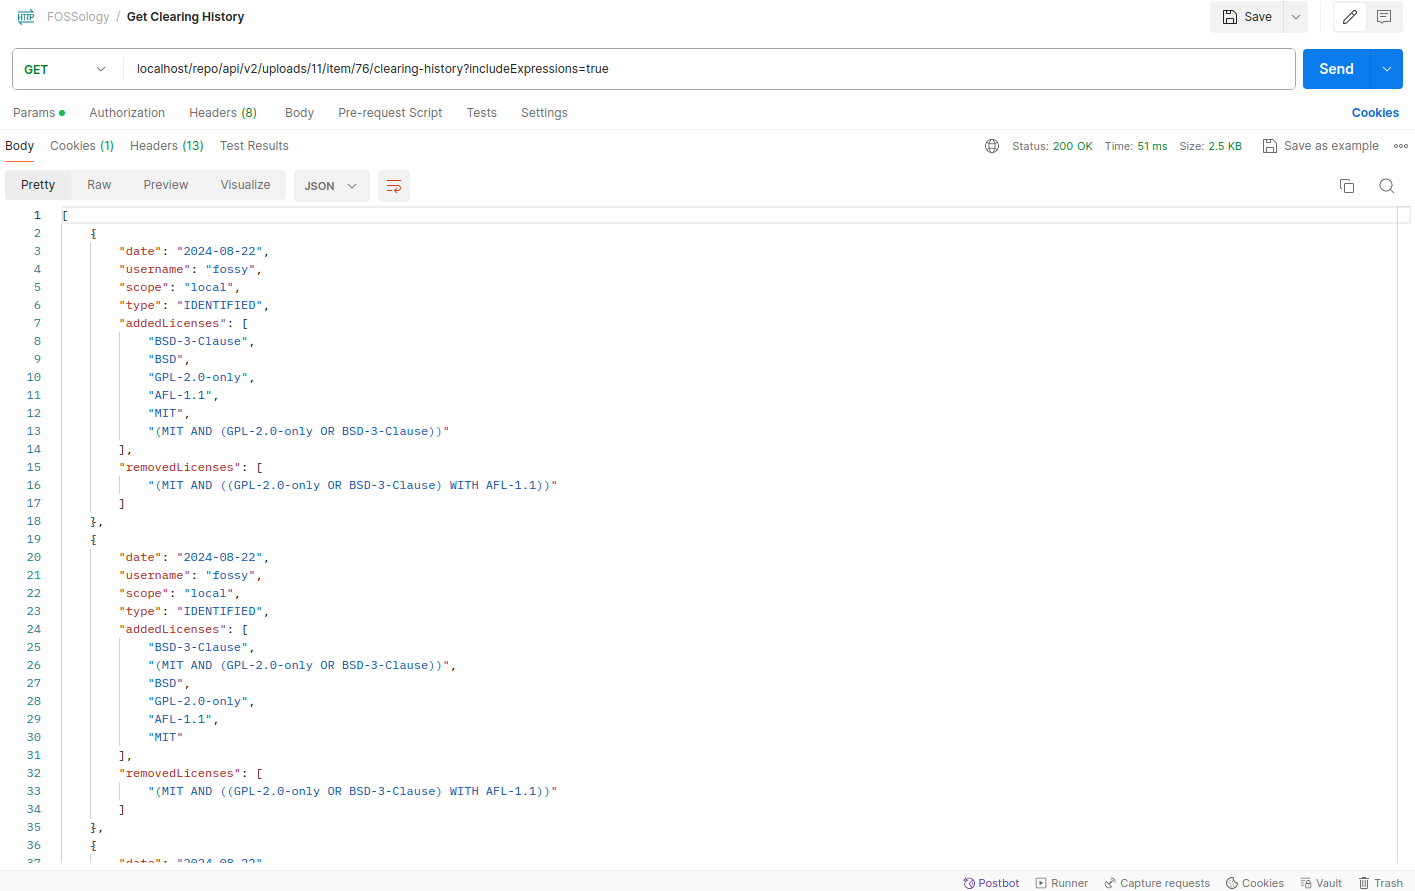 HTTP FOSSology / Get Clearing History Save
GET localhost/repo/api/v2/uploads/11/item/76/clearing-history?includeExpressions=true Send
Params Authorization Headers (8) Body Pre-request Script Tests Settings Cookies
Body Cookies (1) Headers (13) Test Results Status: 200 OK Time: 51 ms Size: 2.5 KB Save as example
Pretty Raw Preview Visualize JSON
1 [
2 {
3 "date": "2024-08-22",
4 "username": "fossy",
5 "scope": "local",
6 "type": "IDENTIFIED",
7 "addedLicenses": [
8 "BSD-3-Clause",
9 "BSD",
10 "GPL-2.0-only",
11 "AFL-1.1",
12 "MIT",
13 "(MIT AND (GPL-2.0-only OR BSD-3-Clause))"
14 ],
15 "removedLicenses": [
16 "(MIT AND ((GPL-2.0-only OR BSD-3-Clause) WITH AFL-1.1))"
17 ]
18 },
19 {
20 "date": "2024-08-22",
21 "username": "fossy",
22 "scope": "local",
23 "type": "IDENTIFIED",
24 "addedLicenses": [
25 "BSD-3-Clause",
26 "(MIT AND (GPL-2.0-only OR BSD-3-Clause))",
27 "BSD",
28 "GPL-2.0-only",
29 "AFL-1.1",
30 "MIT"
31 ],
32 "removedLicenses": [
33 "(MIT AND ((GPL-2.0-only OR BSD-3-Clause) WITH AFL-1.1))"
34 ]
35 },
36 {
37 "date": "2024-08-22",
Postbot Runner Capture requests Cookies Vault Trash